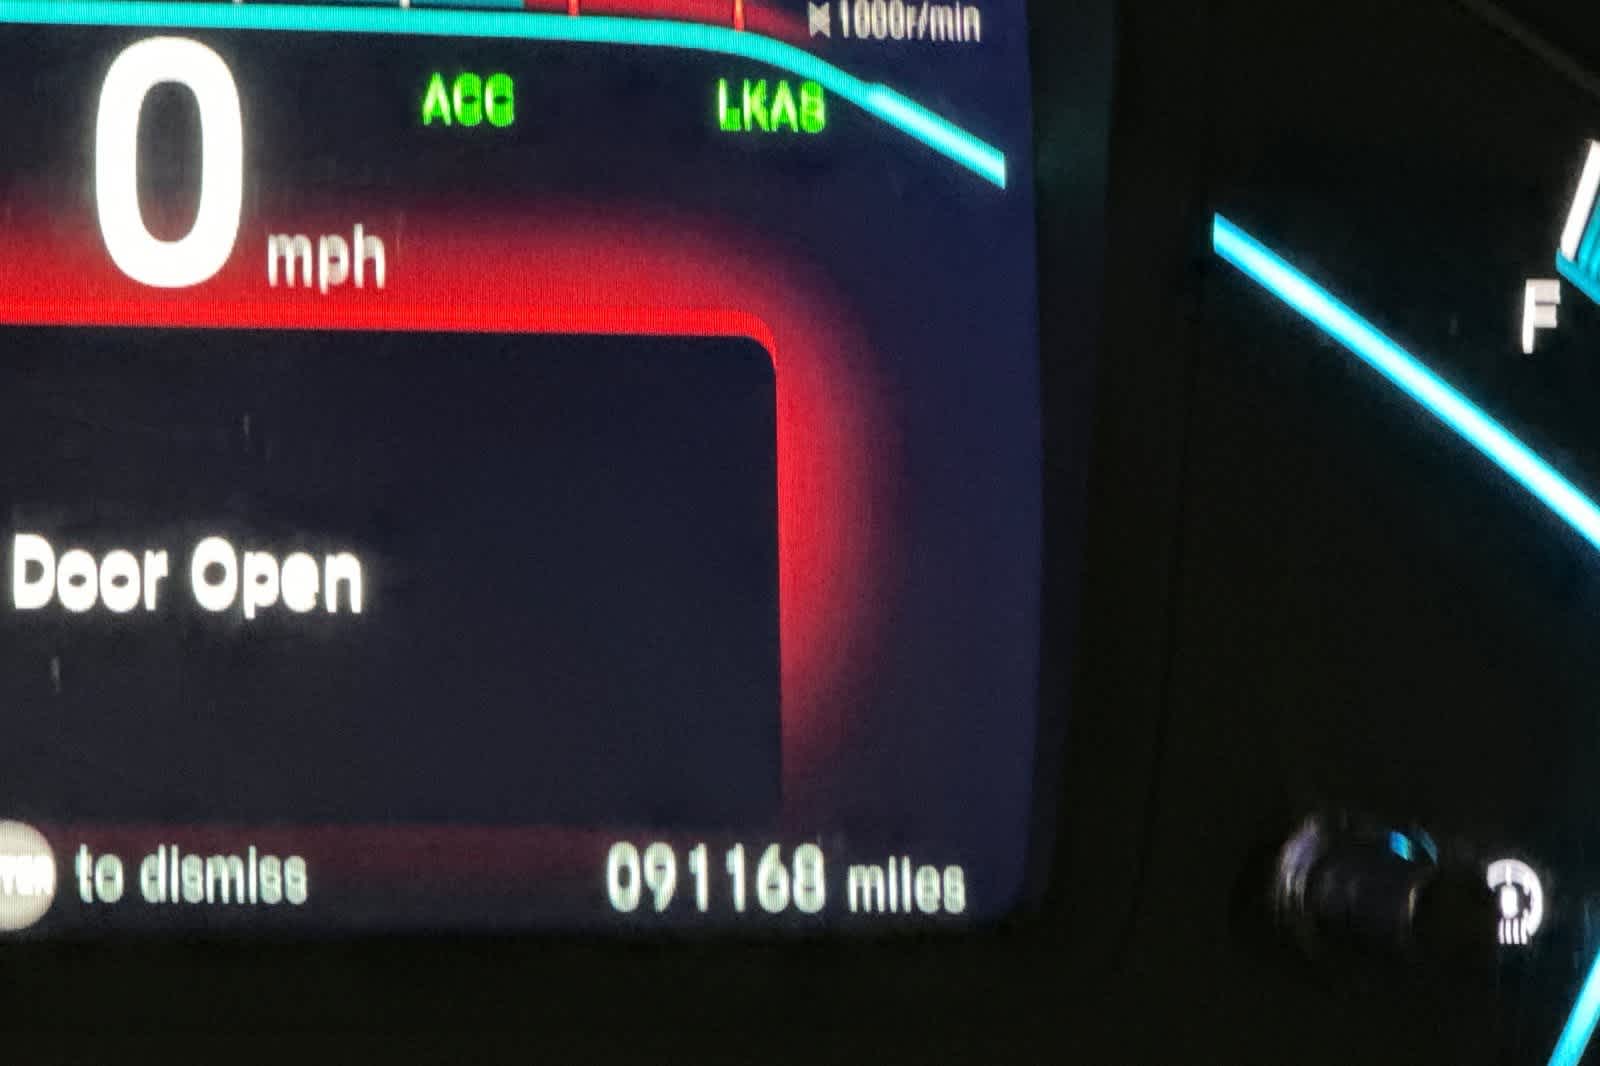 x1000r/min
0 mph
ACC
LKAS
F
Door Open
to dismiss
091168 miles